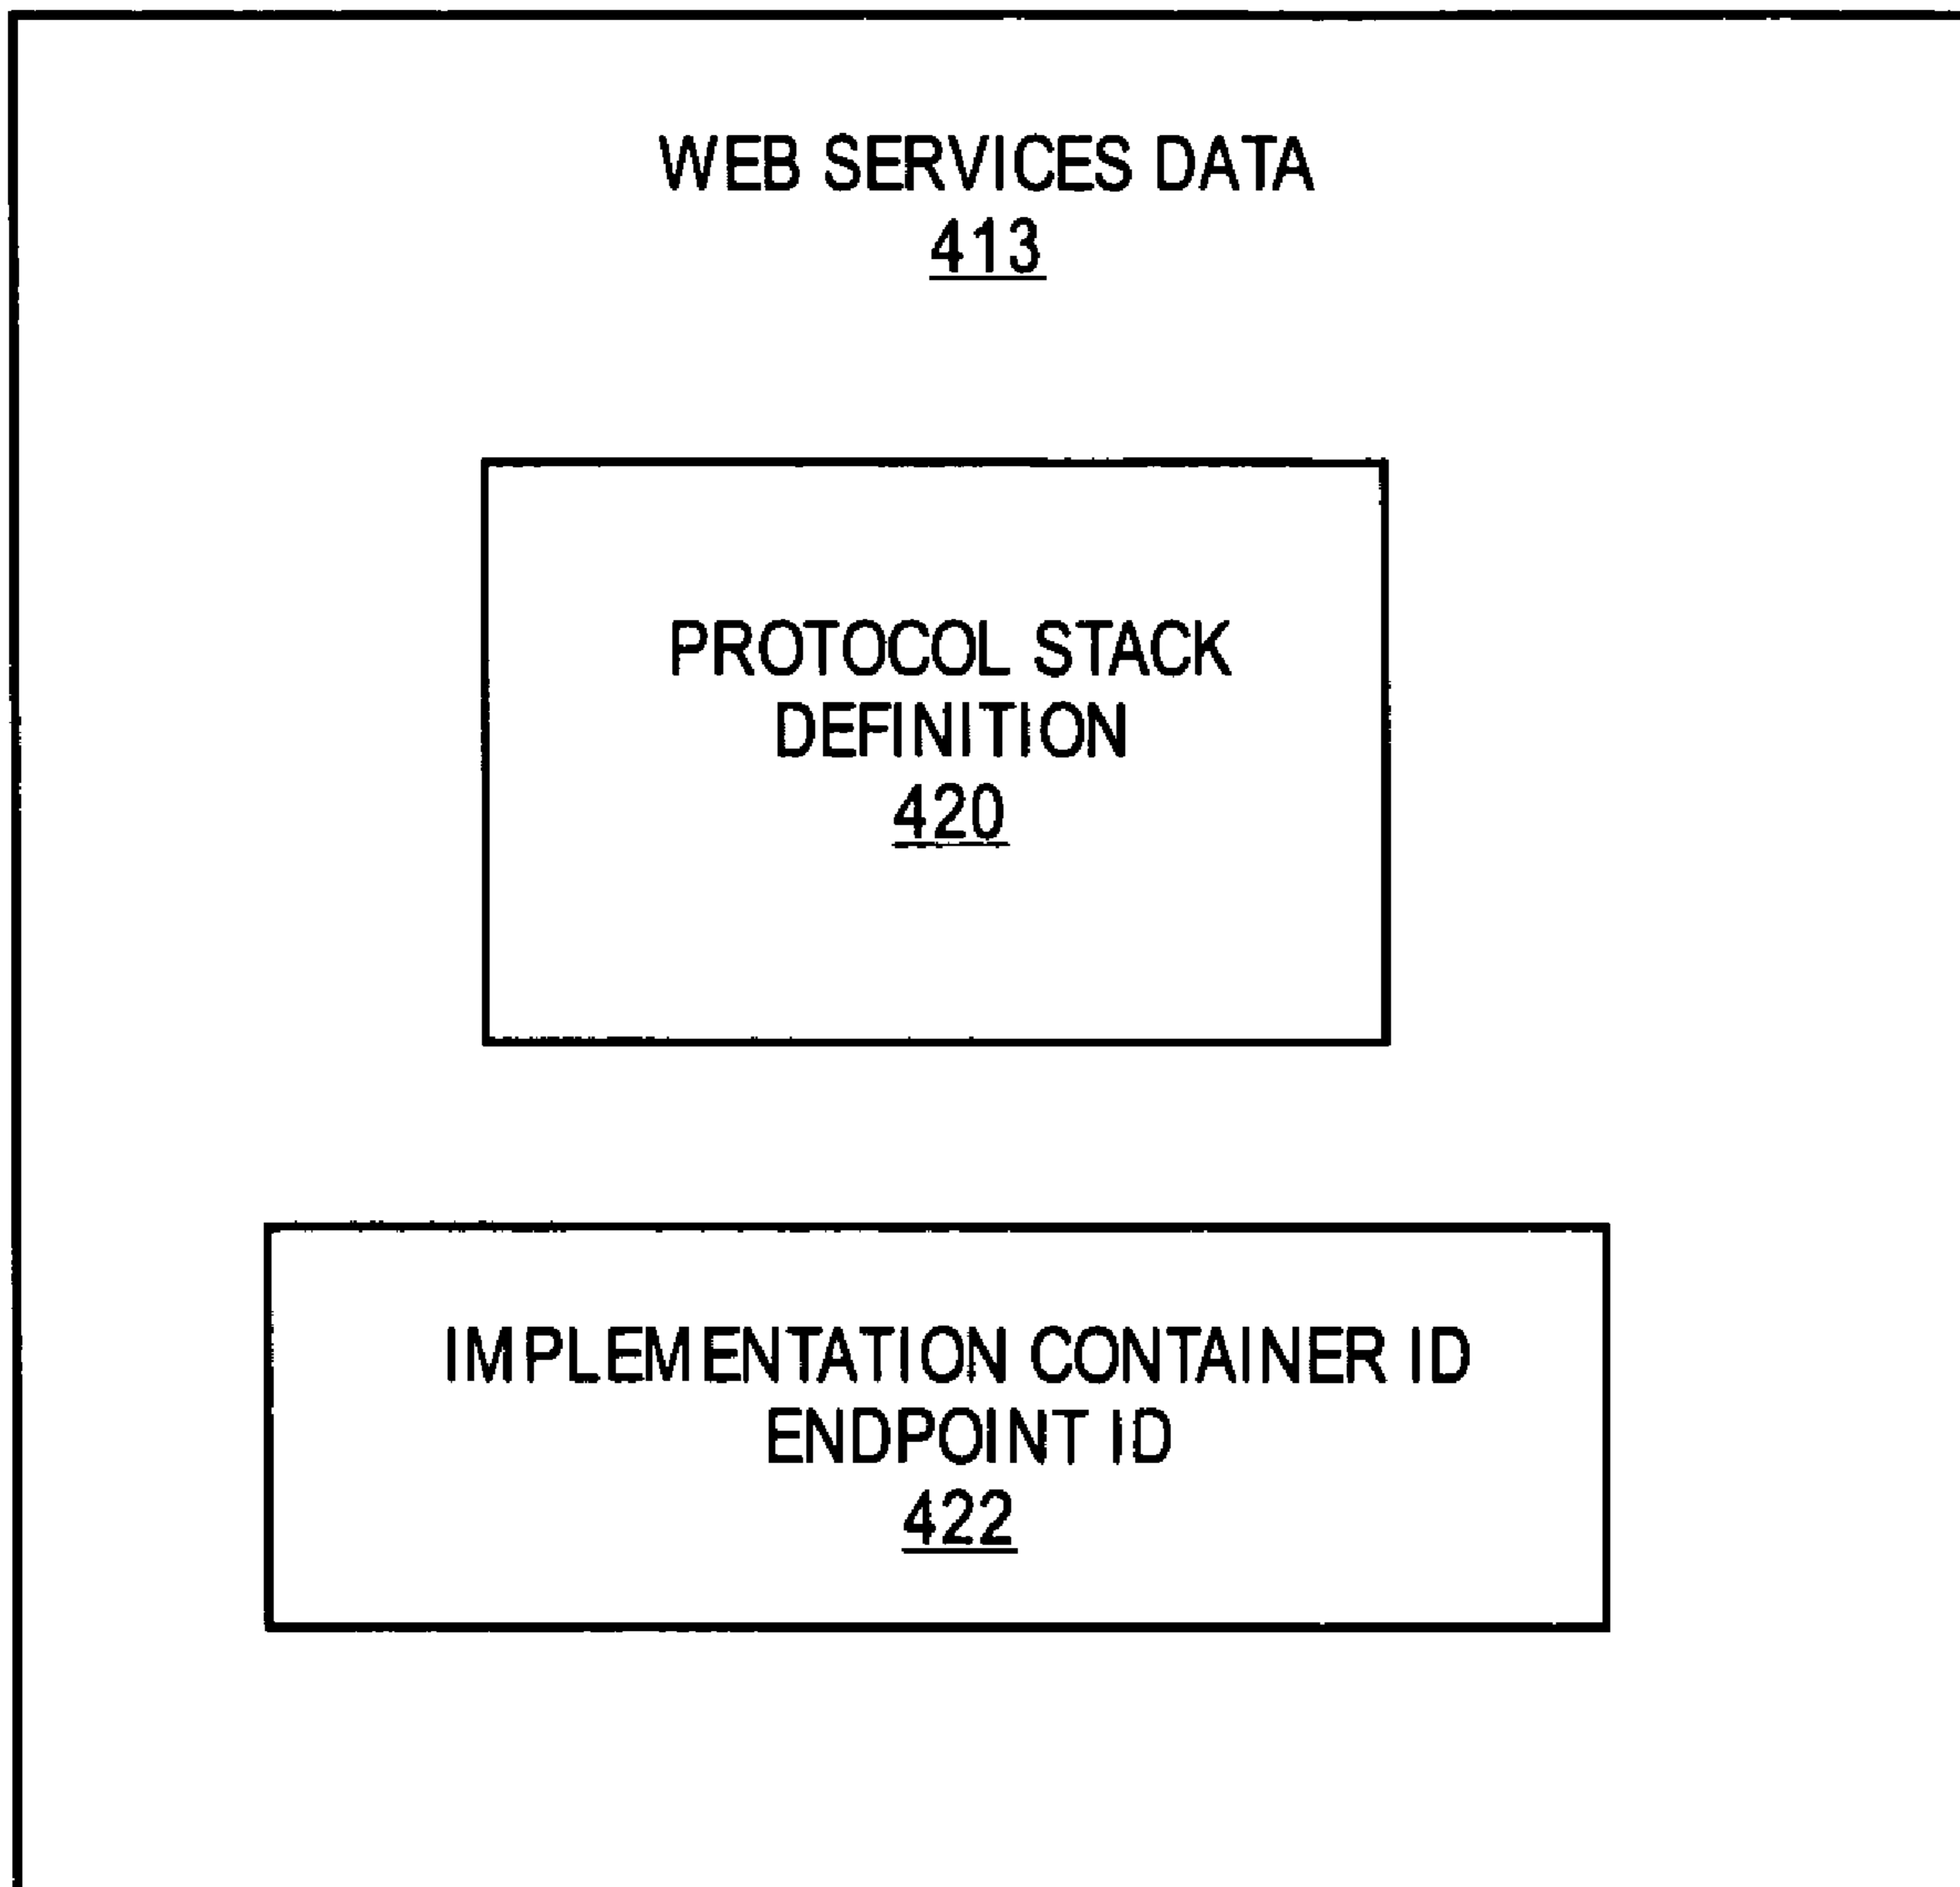 WEB SERVICES DATA
413
PROTOCOL STACK
DEFINITION
420
IMPLEMENTATION CONTAINER ID
ENDPOINT ID
422